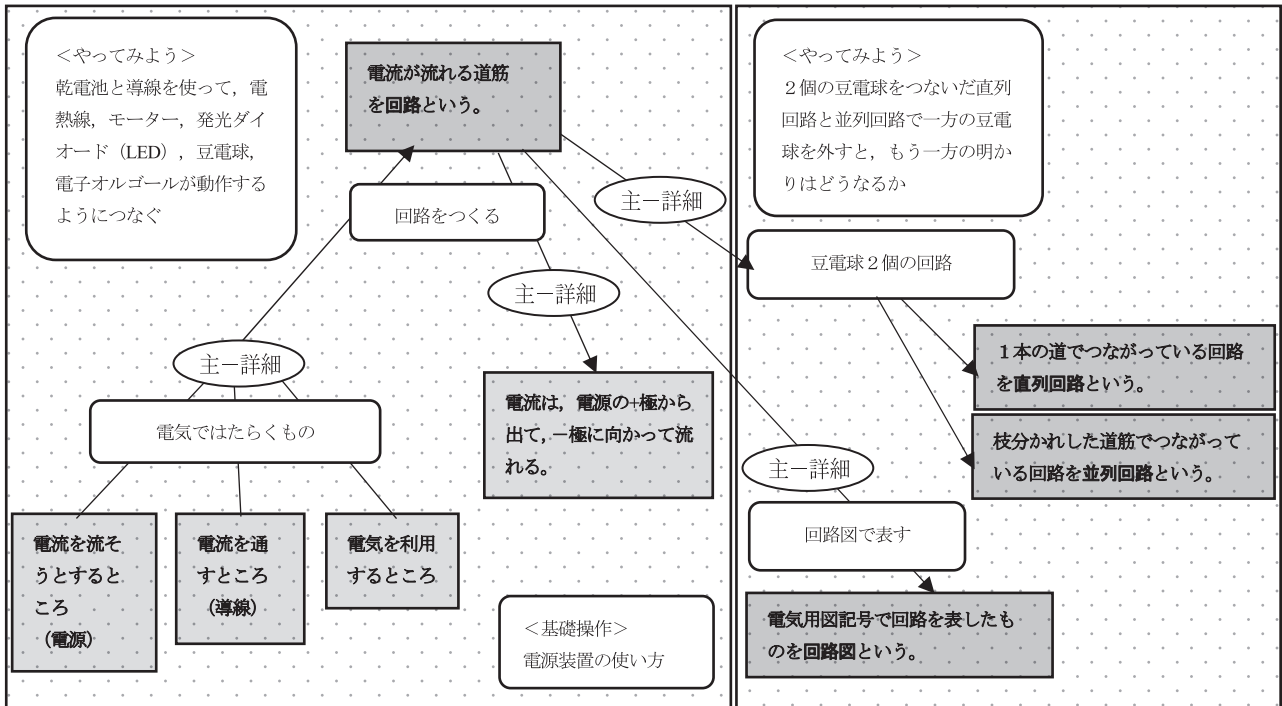 ＜やってみよう＞
乾電池と導線を使って，電
熱線，モーター，発光ダイ
オード（LED），豆電球，
電子オルゴールが動作する
ようにつなぐ
電流が流れる道筋
を回路という。
回路をつくる
主－詳細
主－詳細
主－詳細
電気ではたらくもの
電流は，電源の+極から
出て，－極に向かって流
れる。
電流を流そ
うとすると
ころ
（電源）
電流を通
すところ
（導線）
電気を利用
するところ
＜基礎操作＞
電源装置の使い方
＜やってみよう＞
２個の豆電球をつないだ直列
回路と並列回路で一方の豆電
球を外すと，もう一方の明か
りはどうなるか
豆電球２個の回路
１本の道でつながっている回路
を直列回路という。
枝分かれした道筋でつながって
いる回路を並列回路という。
主－詳細
回路図で表す
電気用図記号で回路を表したも
のを回路図という。